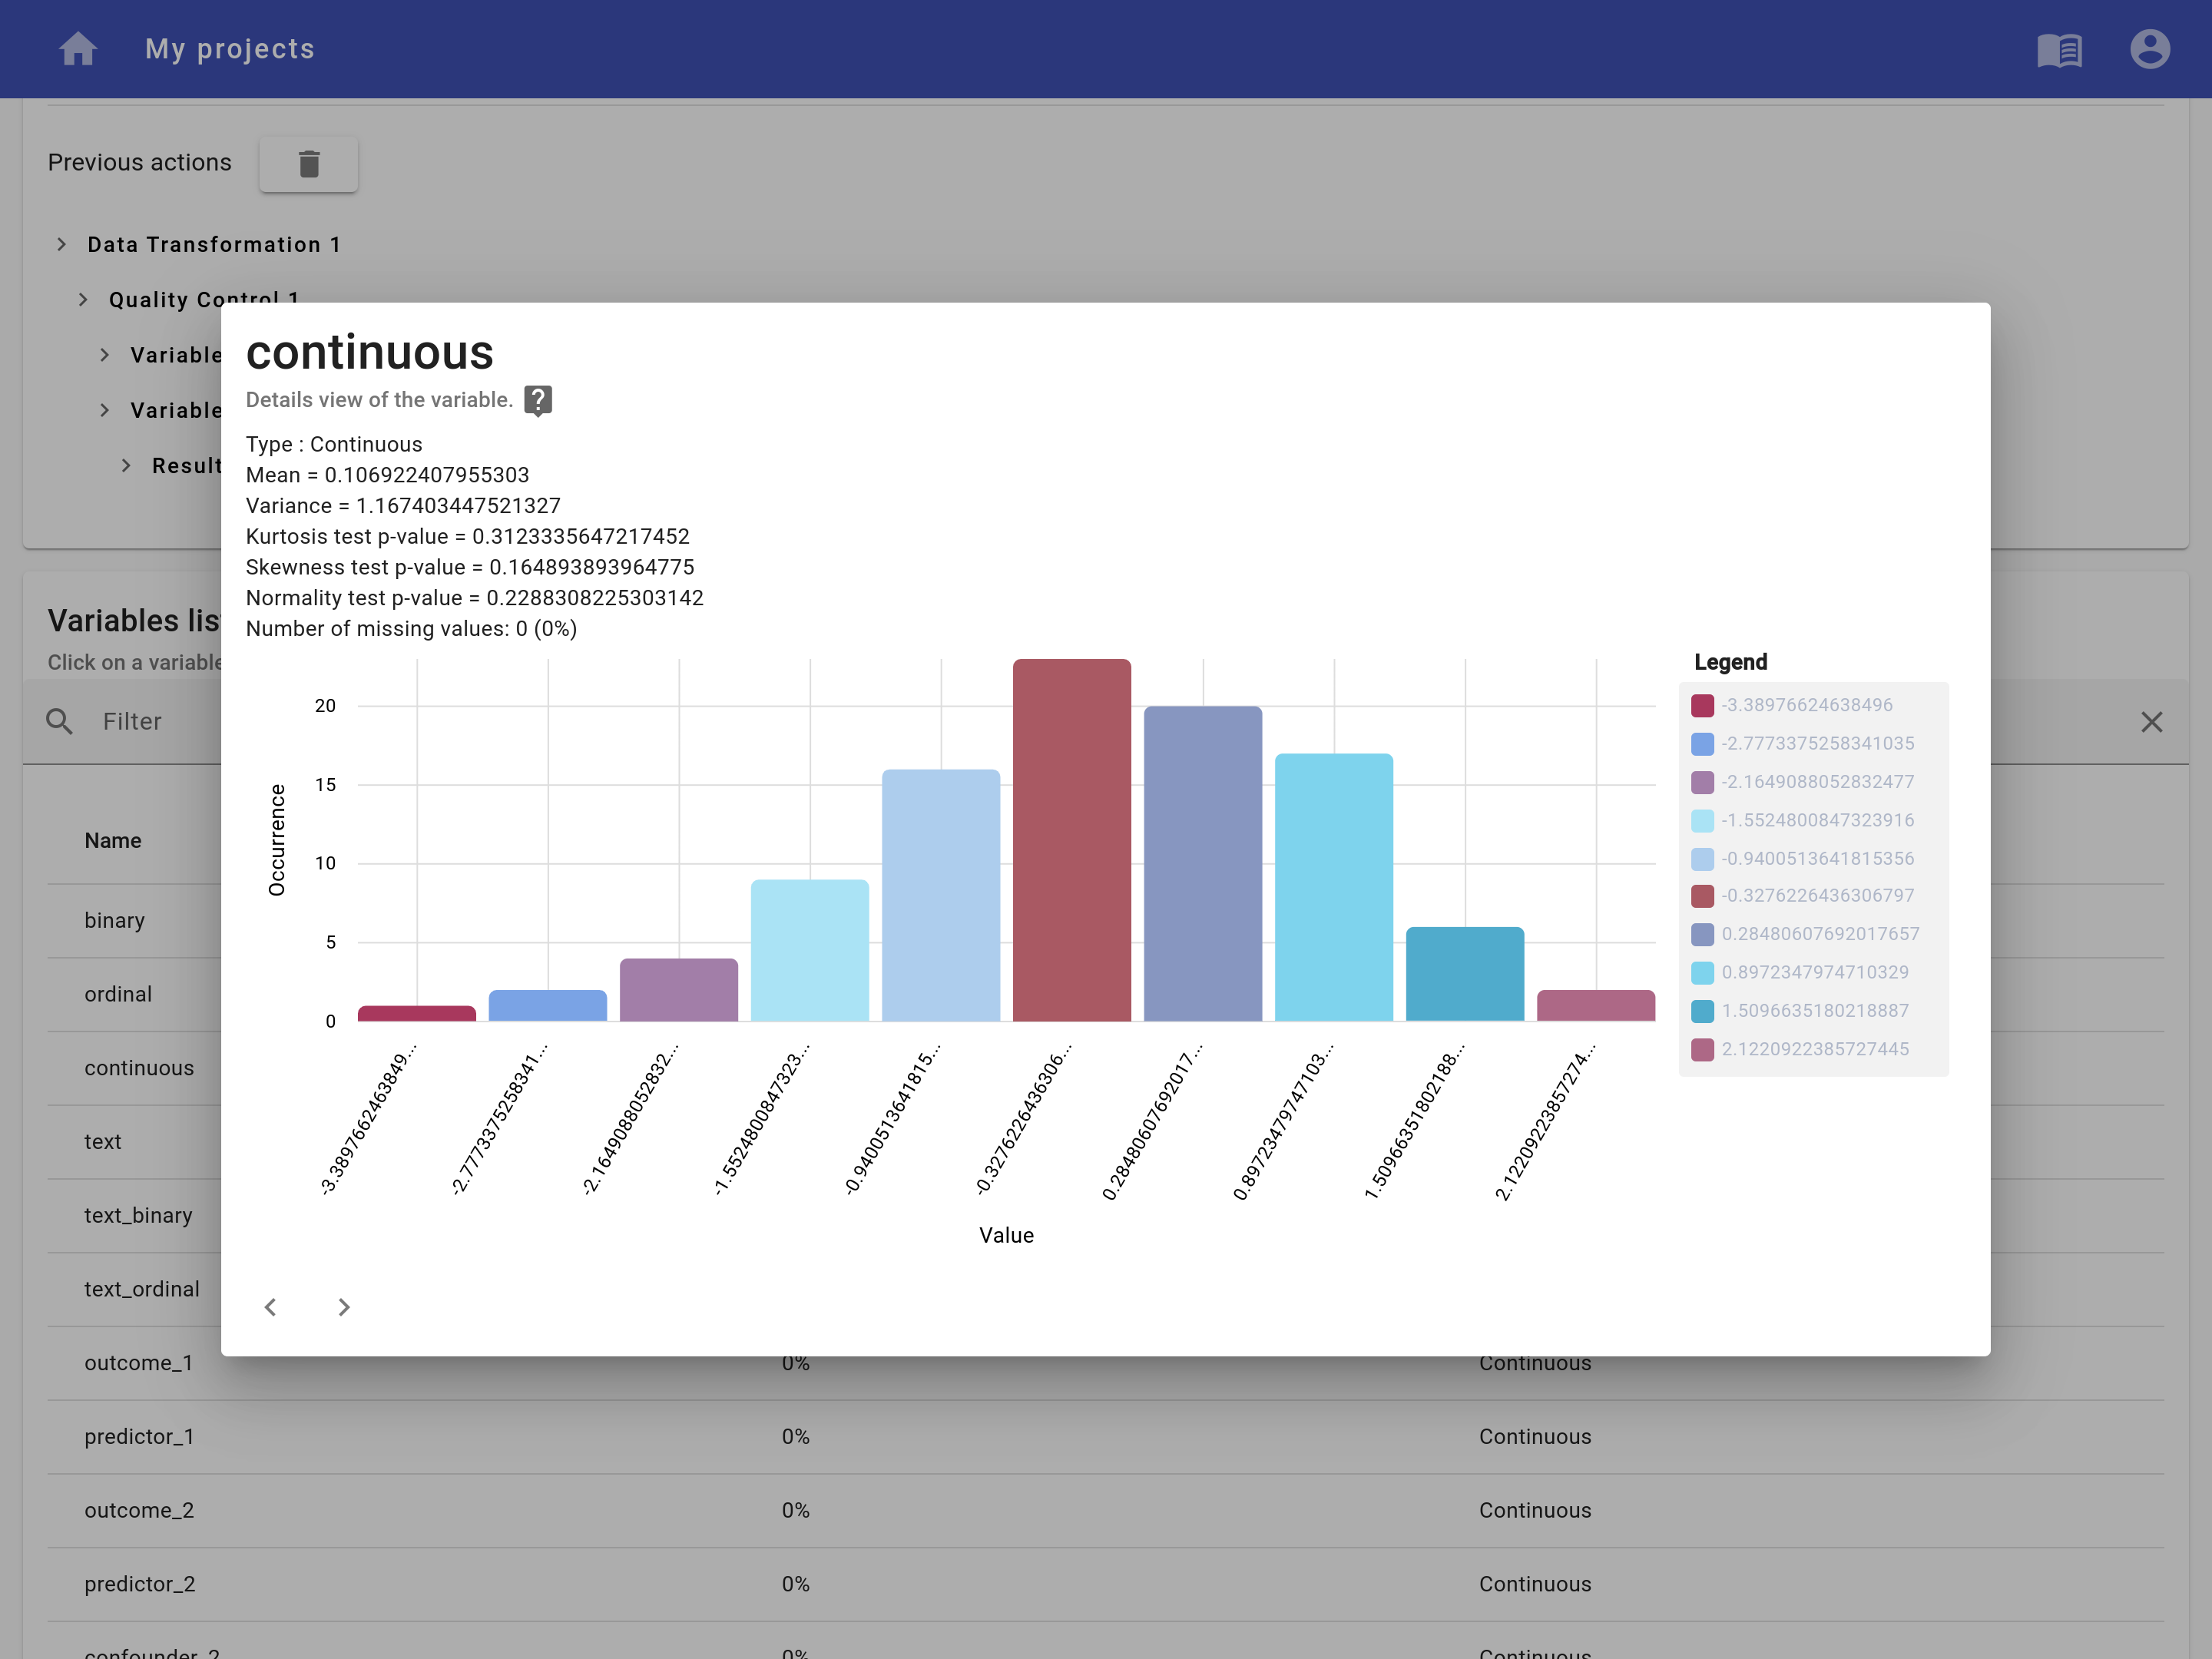 My projects
Previous actions
Data Transformation 1
Quality Control 1
Variable
Variable
Result
continuous
Details view of the variable.
Type : Continuous
Mean = 0.106922407955303
Variance = 1.167403447521327
Kurtosis test p-value = 0.3123335647217452
Skewness test p-value = 0.164893893964775
Normality test p-value = 0.2288308225303142
Number of missing values: 0 (0%)
Legend
-3.38976624638496
-2.7773375258341035
-2.1649088052832477
-1.5524800847323916
-0.9400513641815356
-0.3276226436306797
0.28480607692017657
0.8972347974710329
1.5096635180218887
2.1220922385727445
Occurrence
20
15
10
5
0
-3.3897662463849...
-2.7773375258341...
-2.1649088052832...
-1.5524800847323...
-0.9400513641815...
-0.3276226436306...
0.28480607692017...
0.89723479747103...
1.50966351802188...
2.1220922385727 4...
Value
Variables lis
Click on a variable
Filter
Name
binary
ordinal
continuous
text
text_binary
text_ordinal
outcome_1 0% Continuous
predictor_1 0% Continuous
outcome_2 0% Continuous
predictor_2 0% Continuous
confounder_2 0% Continuous